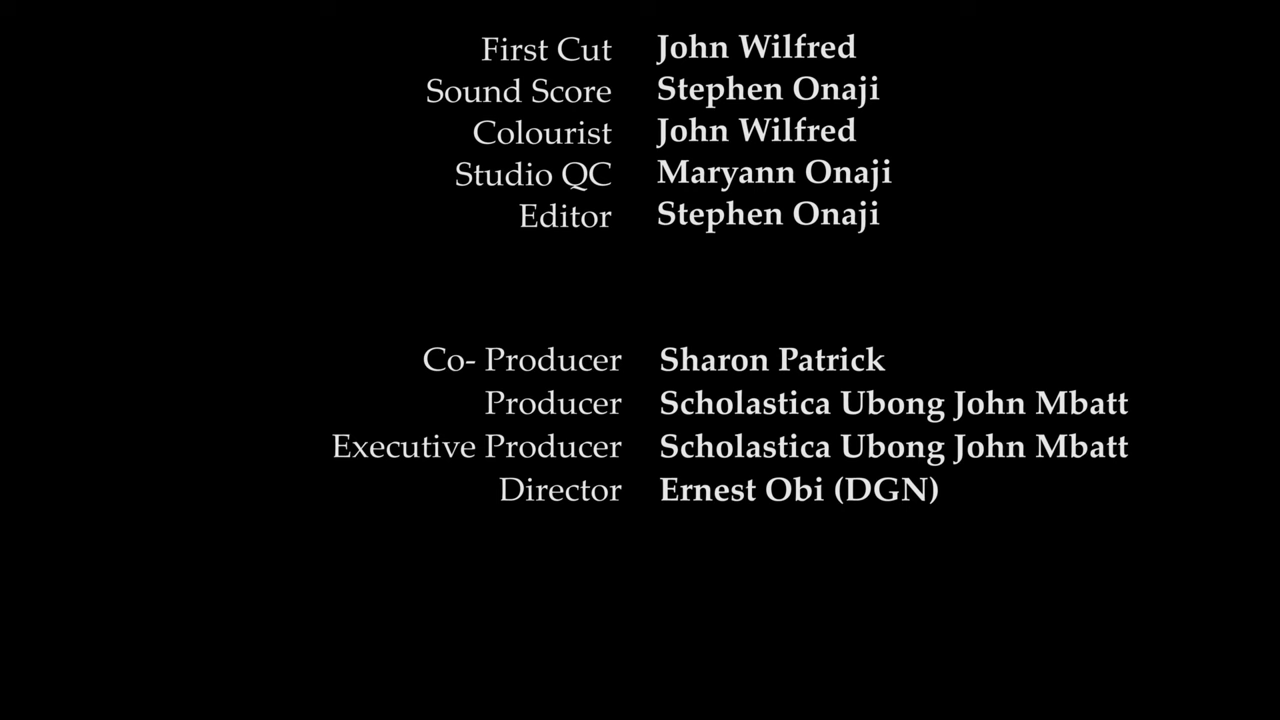 First Cut John Wilfred
Sound Score Stephen Onaji
Colourist John Wilfred
Studio QC Maryann Onaji
Editor Stephen Onaji
Co- Producer Sharon Patrick
Producer Scholastica Ubong John Mbatt
Executive Producer Scholastica Ubong John Mbatt
Director Ernest Obi (DGN)